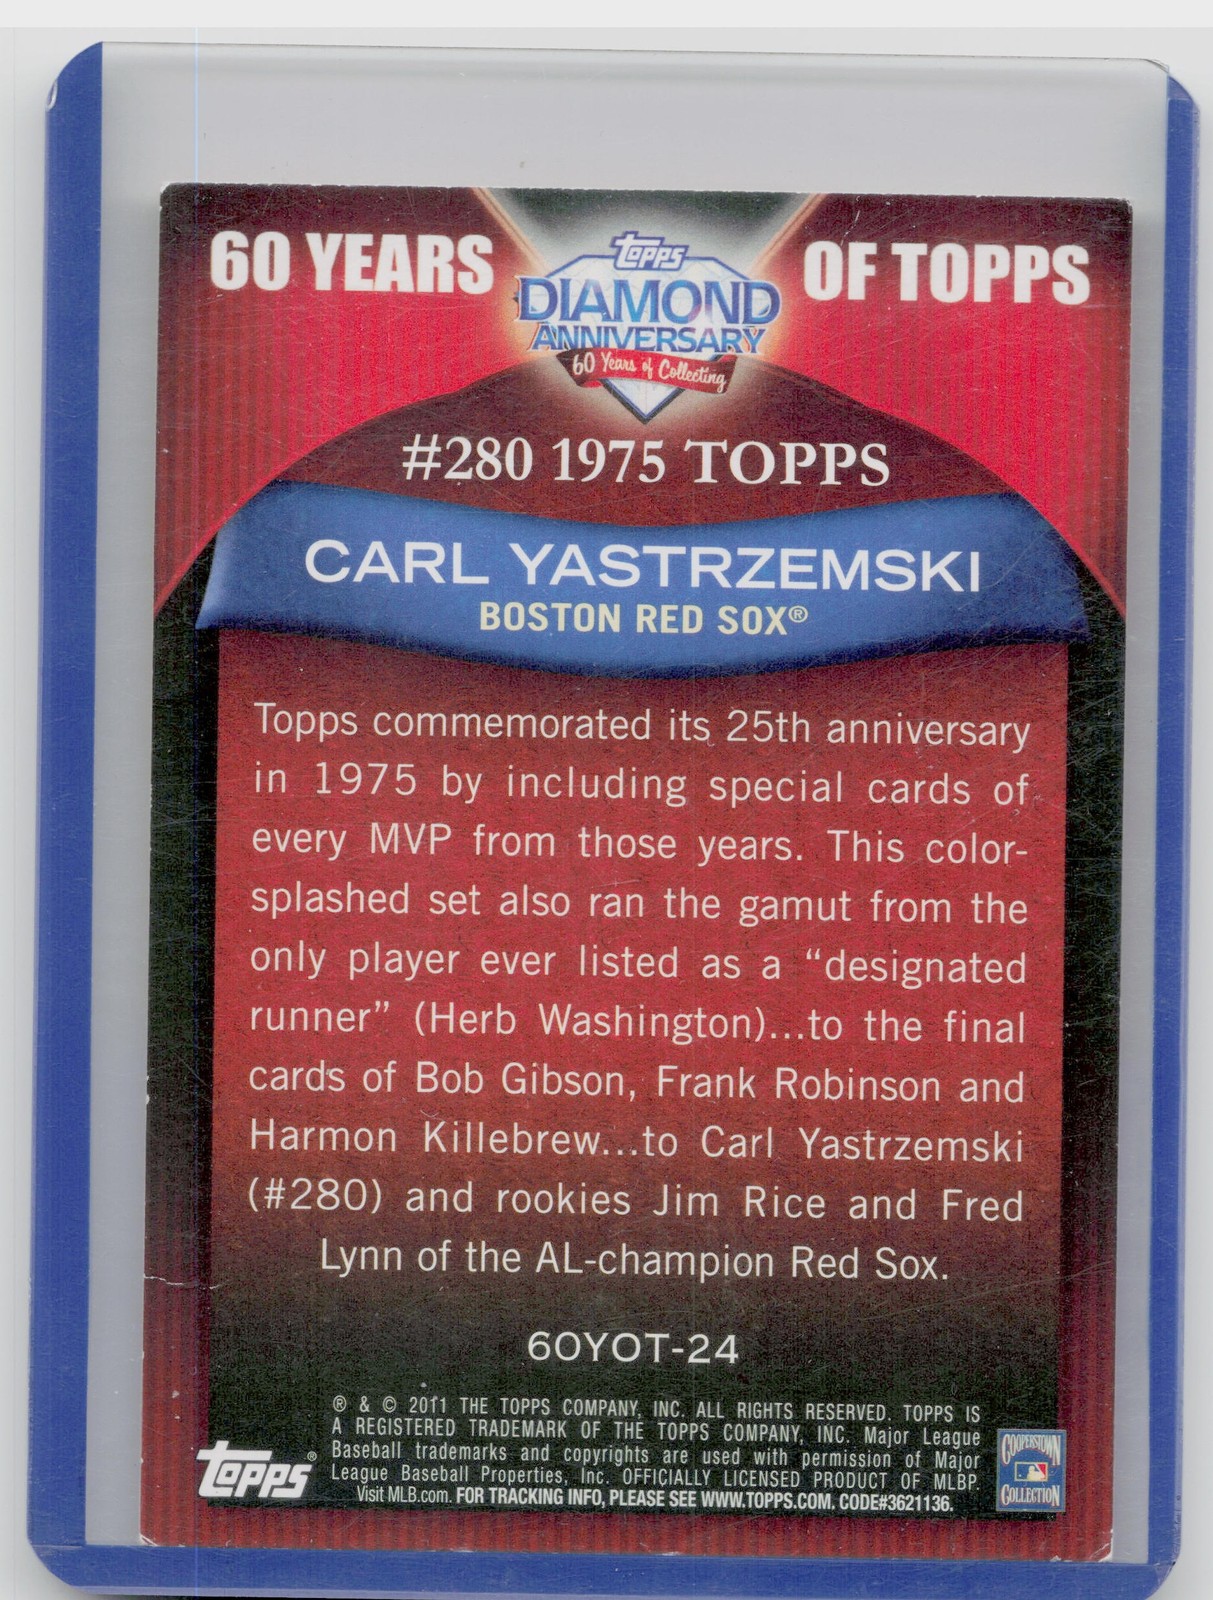 60 YEARS OF TOPPS
topps
DIAMOND
ANNIVERSARY
60 Years of Collecting
#280 1975 TOPPS
CARL YASTRZEMSKI
BOSTON RED SOX®
Topps commemorated its 25th anniversary
in 1975 by including special cards of
every MVP from those years. This color-
splashed set also ran the gamut from the
only player ever listed as a “designated
runner” (Herb Washington)...to the final
cards of Bob Gibson, Frank Robinson and
Harmon Killebrew...to Carl Yastrzemski
(#280) and rookies Jim Rice and Fred
Lynn of the AL-champion Red Sox.
60YOT-24
® & © 2011 THE TOPPS COMPANY, INC. ALL RIGHTS RESERVED. TOPPS IS
A REGISTERED TRADEMARK OF THE TOPPS COMPANY, INC. Major League
Baseball trademarks and copyrights are used with permission of Major
League Baseball Properties, Inc. OFFICIALLY LICENSED PRODUCT OF MLBP.
Visit MLB.com. FOR TRACKING INFO, PLEASE SEE WWW.TOPPS.COM. CODE#3621136.
topps®
COOPERSTOWN
COLLECTION